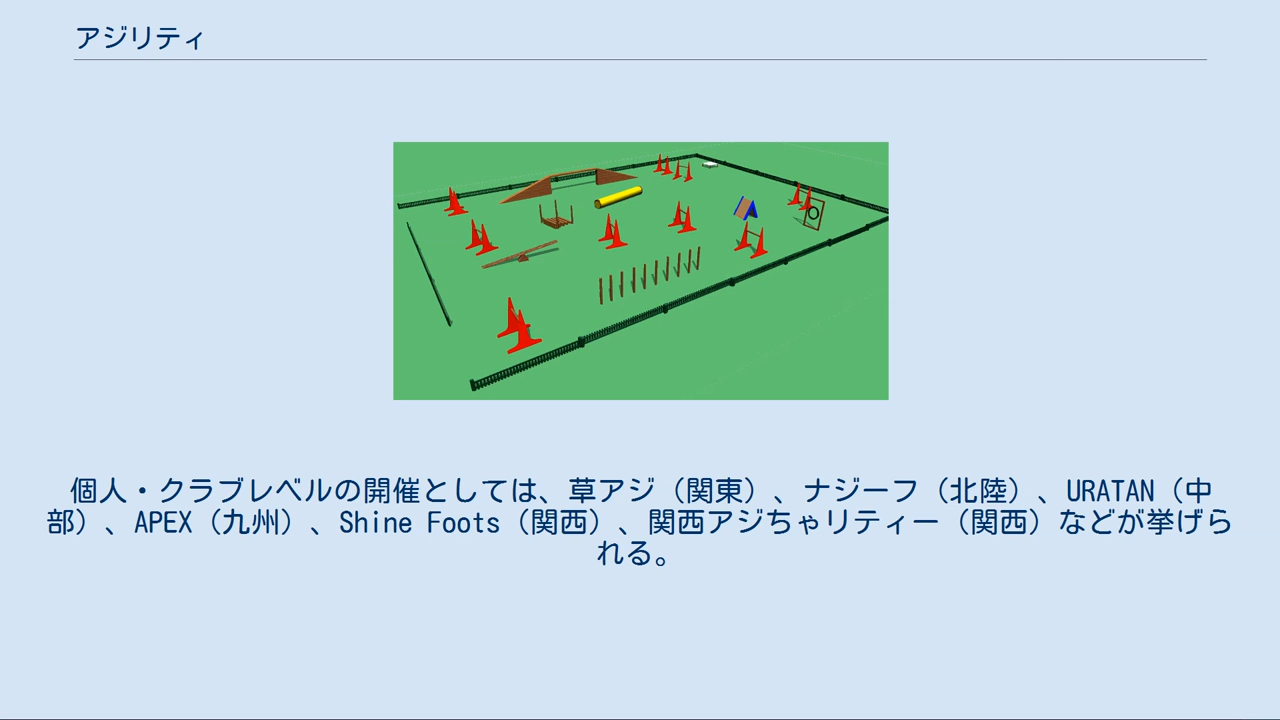 アジリティ
個人・クラブレベルの開催としては、草アジ（関東）、ナジーフ（北陸）、URATAN（中
部）、APEX（九州）、Shine Foots（関西）、関西アジちゃリティー（関西）などが挙げら
れる。